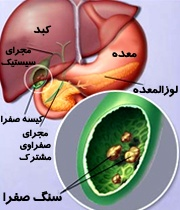 کبد
مجرای
سیستیک
معده
لوزالمعده
کیسه صفرا
مجرای
صفراوی
مشترک
سنگ صفرا